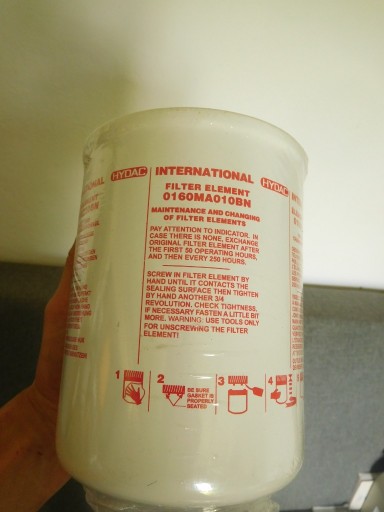 HYDAC INTERNATIONAL HYDAC
FILTER ELEMENT
0160MA010BN
MAINTENANCE AND CHANGING
OF FILTER ELEMENTS
PAY ATTENTION TO INDICATOR. IN
CASE THERE IS NONE, EXCHANGE
ORIGINAL FILTER ELEMENT AFTER
THE FIRST 50 OPERATING HOURS,
AND THEN EVERY 250 HOURS.
SCREW IN FILTER ELEMENT BY
HAND UNTIL IT CONTACTS THE
SEALING SURFACE THEN TIGHTEN
BY HAND ANOTHER 3/4
REVOLUTION. CHECK TIGHTNESS,
IF NECESSARY FASTEN A LITTLE BIT
MORE. WARNING: USE TOOLS ONLY
FOR UNSCREWING THE FILTER
ELEMENT!
1 2 3 4
BE SURE
GASKET IS
PROPERLY
SEATED